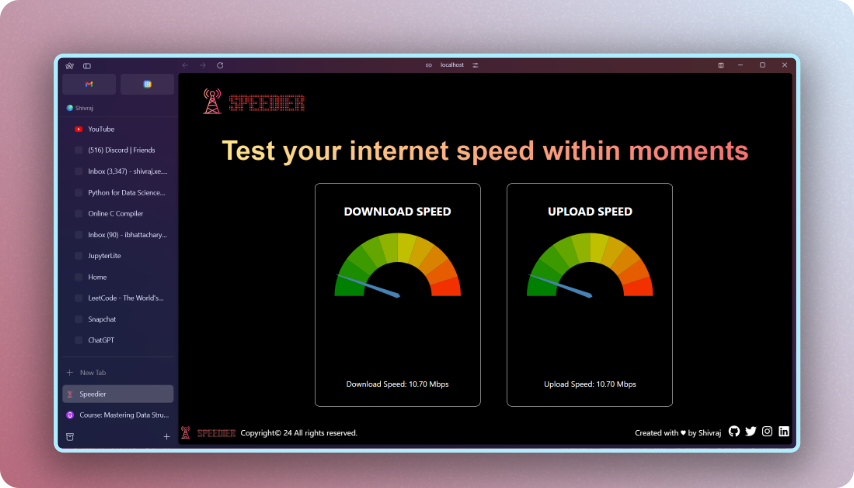 localhost
Shivraj
YouTube
(516) Discord | Friends
Inbox (3,347) - shivraj.xe...
Python for Data Science...
Online C Compiler
Inbox (90) - ibhattachary...
JupyterLite
Home
LeetCode - The World's...
Snapchat
ChatGPT
New Tab
Speedier
Course: Mastering Data Stru...
SPEEDIER
Test your internet speed within moments
DOWNLOAD SPEED
Download Speed: 10.70 Mbps
UPLOAD SPEED
Upload Speed: 10.70 Mbps
SPEEDIER Copyright© 24 All rights reserved.
Created with ♥ by Shivraj